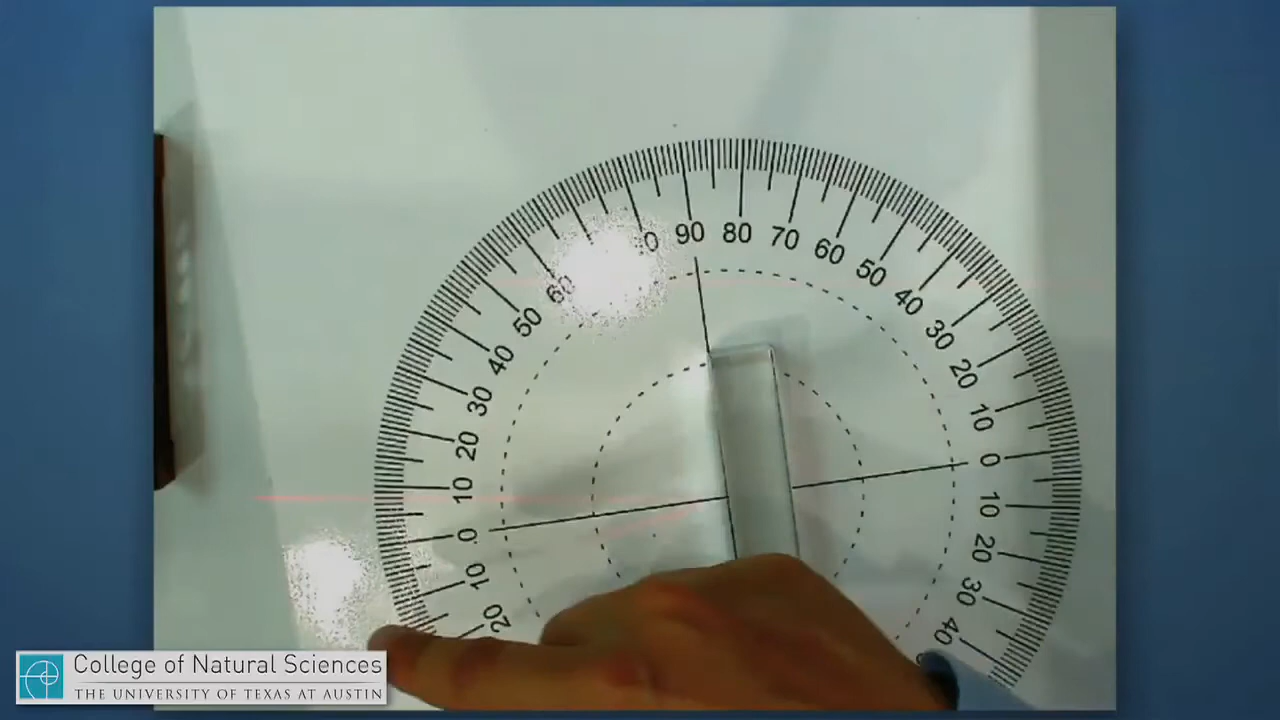 0 90 80 70 60 50 40 30 20 10 0 10 20 30 40
60 50 40 30 20 10 0 10 20
College of Natural Sciences
THE UNIVERSITY OF TEXAS AT AUSTIN